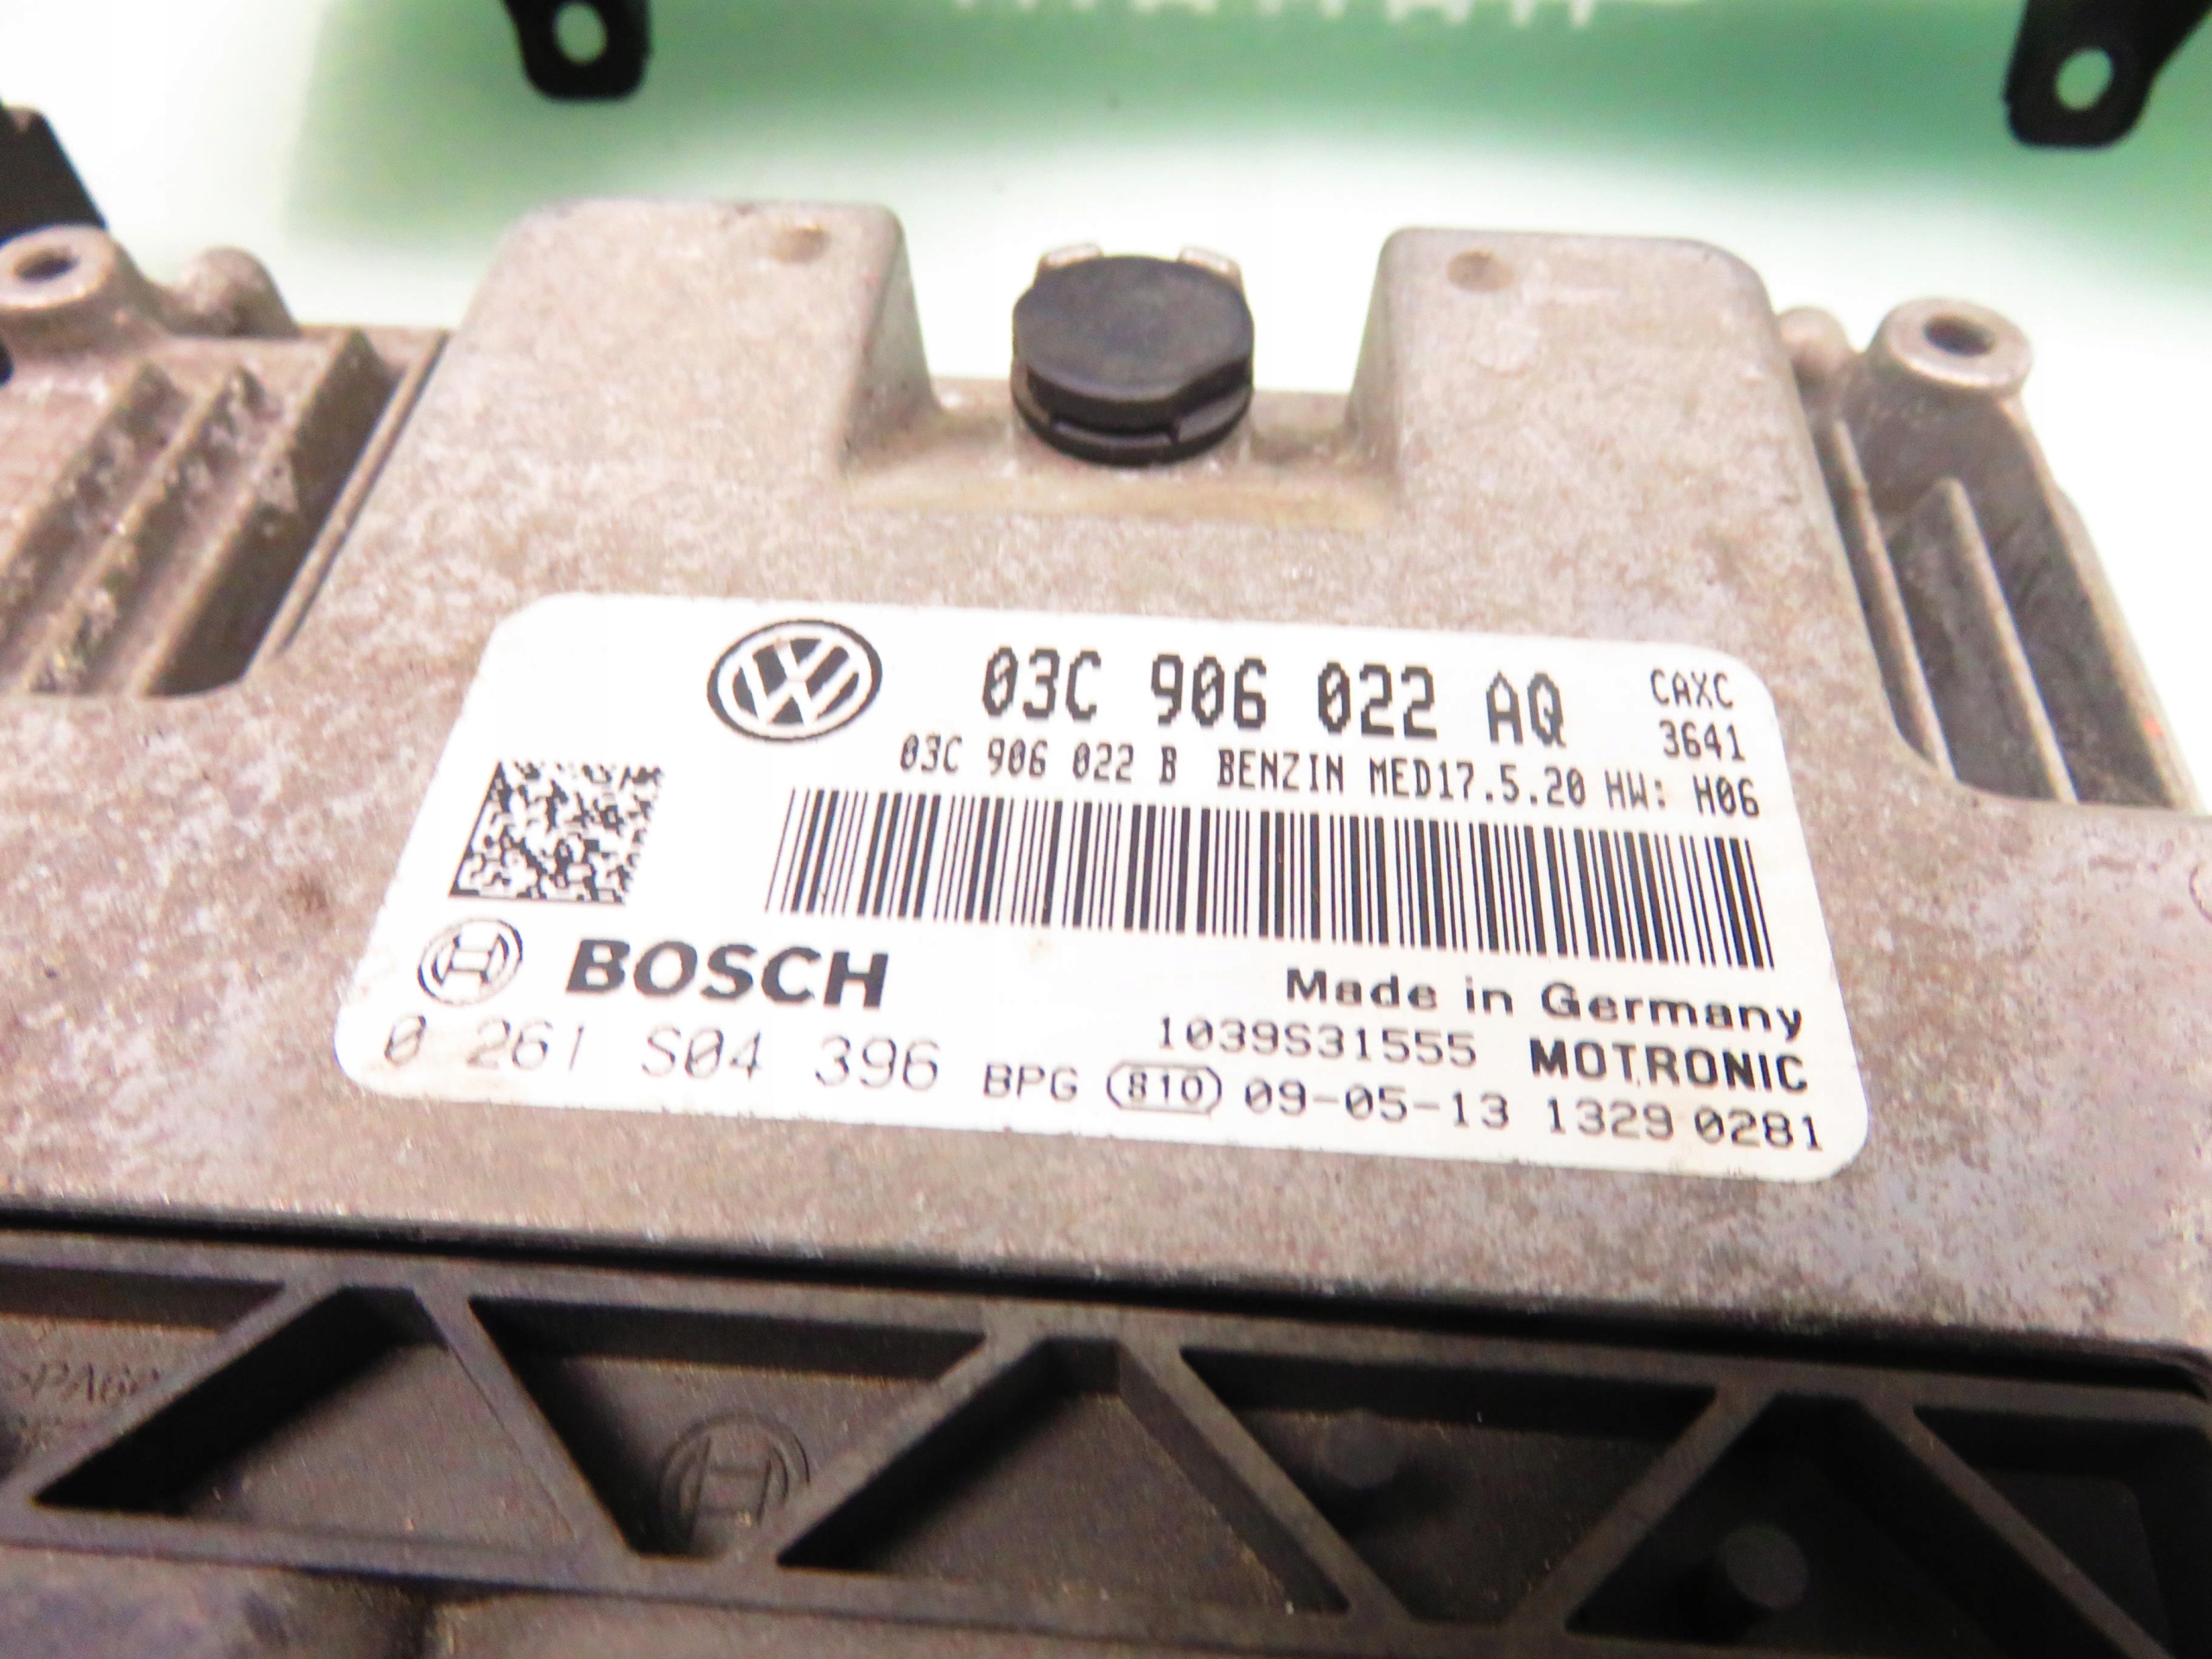 03C 906 022 AQ CAXC
3641
03C 906 022 B BENZIN MED17.5.20 HW: H06
BOSCH
Made in Germany
1039S31555 MOTRONIC
0 261 S04 396 BPG 810 09-05-13 1329 0281